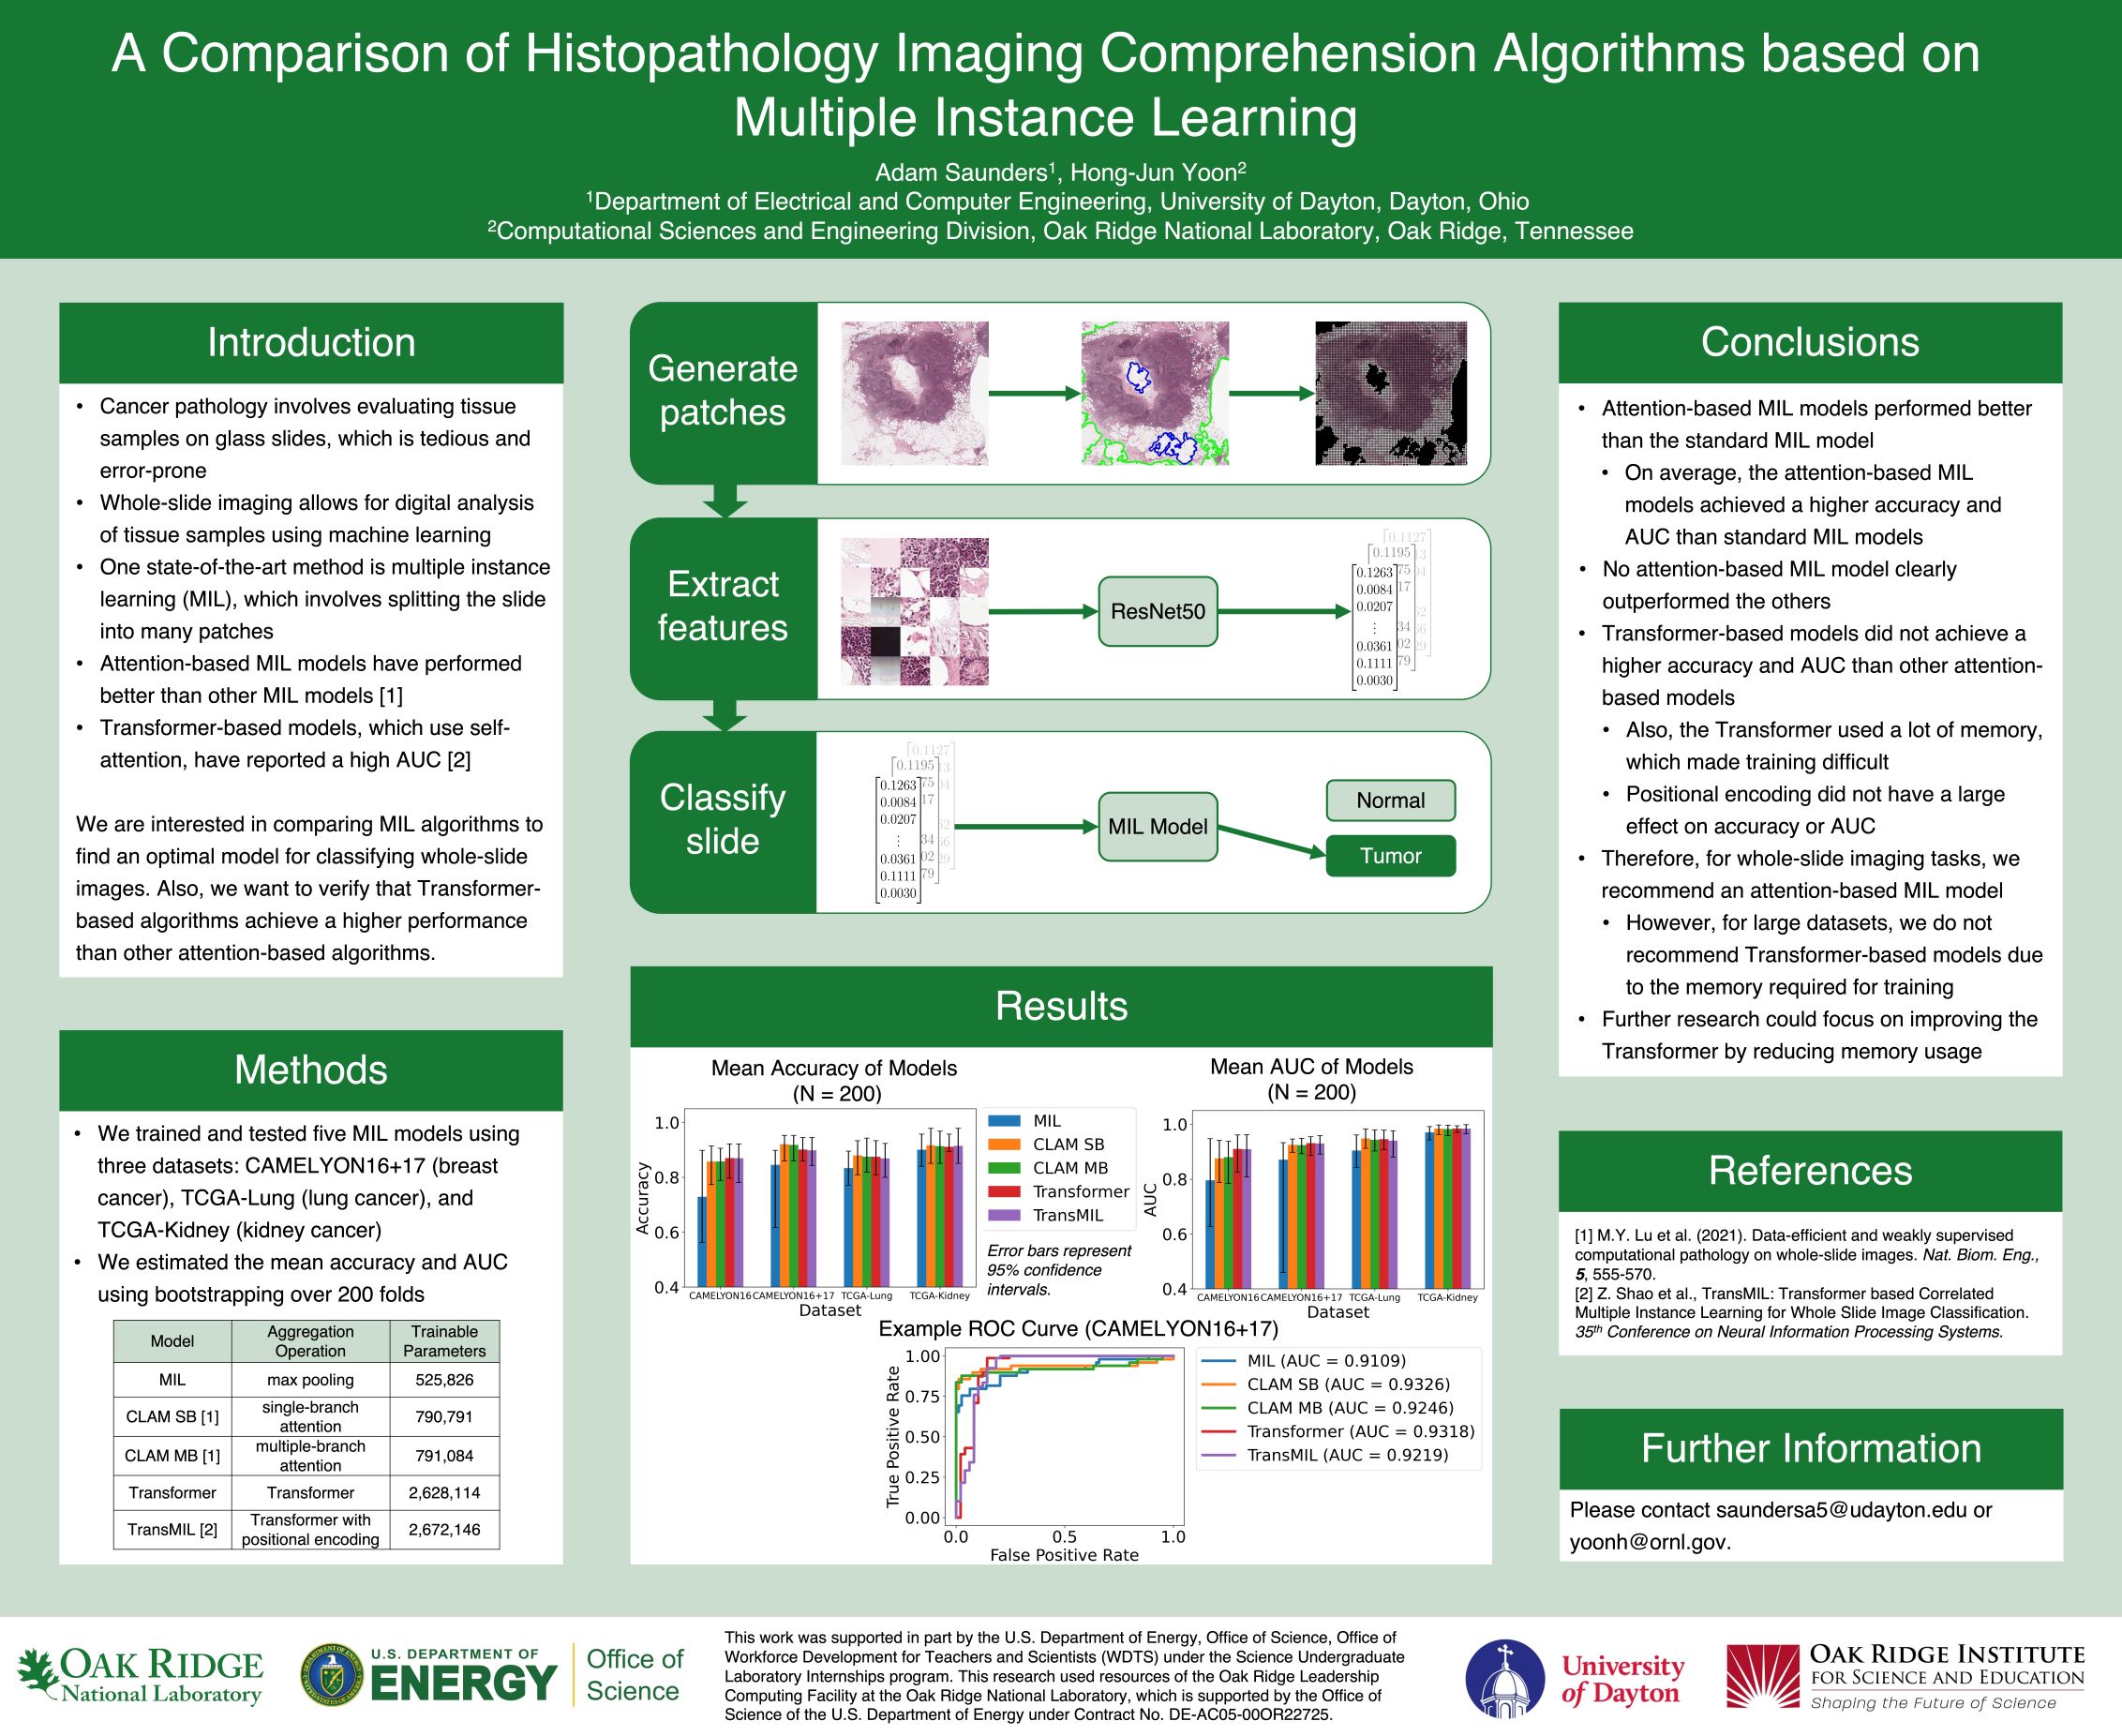 A Comparison of Histopathology Imaging Comprehension Algorithms based on
Multiple Instance Learning
Adam Saunders¹, Hong-Jun Yoon²
¹Department of Electrical and Computer Engineering, University of Dayton, Dayton, Ohio
²Computational Sciences and Engineering Division, Oak Ridge National Laboratory, Oak Ridge, Tennessee
Introduction
• Cancer pathology involves evaluating tissue
samples on glass slides, which is tedious and
error-prone
• Whole-slide imaging allows for digital analysis
of tissue samples using machine learning
• One state-of-the-art method is multiple instance
learning (MIL), which involves splitting the slide
into many patches
• Attention-based MIL models have performed
better than other MIL models [1]
• Transformer-based models, which use self-
attention, have reported a high AUC [2]
We are interested in comparing MIL algorithms to
find an optimal model for classifying whole-slide
images. Also, we want to verify that Transformer-
based algorithms achieve a higher performance
than other attention-based algorithms.
Methods
• We trained and tested five MIL models using
three datasets: CAMELYON16+17 (breast
cancer), TCGA-Lung (lung cancer), and
TCGA-Kidney (kidney cancer)
• We estimated the mean accuracy and AUC
using bootstrapping over 200 folds
Model Aggregation Operation Trainable Parameters
MIL max pooling 525,826
CLAM SB [1] single-branch attention 790,791
CLAM MB [1] multiple-branch attention 791,084
Transformer Transformer 2,628,114
TransMIL [2] Transformer with positional encoding 2,672,146
Generate
patches
Extract
features
ResNet50
0.1127
0.1195
0.1263
0.0084
0.0207
⋮
0.0361
0.1111
0.0030
Classify
slide
0.1127
0.1195
0.1263
0.0084
0.0207
⋮
0.0361
0.1111
0.0030
MIL Model
Normal
Tumor
Results
Mean Accuracy of Models
(N = 200)
Accuracy
1.0
0.8
0.6
0.4
CAMELYON16 CAMELYON16+17 TCGA-Lung TCGA-Kidney
Dataset
MIL
CLAM SB
CLAM MB
Transformer
TransMIL
Error bars represent
95% confidence
intervals.
Mean AUC of Models
(N = 200)
AUC
1.0
0.8
0.6
0.4
CAMELYON16 CAMELYON16+17 TCGA-Lung TCGA-Kidney
Dataset
Example ROC Curve (CAMELYON16+17)
True Positive Rate
1.00
0.75
0.50
0.25
0.00
0.0 0.5 1.0
False Positive Rate
MIL (AUC = 0.9109)
CLAM SB (AUC = 0.9326)
CLAM MB (AUC = 0.9246)
Transformer (AUC = 0.9318)
TransMIL (AUC = 0.9219)
Conclusions
• Attention-based MIL models performed better
than the standard MIL model
• On average, the attention-based MIL
models achieved a higher accuracy and
AUC than standard MIL models
• No attention-based MIL model clearly
outperformed the others
• Transformer-based models did not achieve a
higher accuracy and AUC than other attention-
based models
• Also, the Transformer used a lot of memory,
which made training difficult
• Positional encoding did not have a large
effect on accuracy or AUC
• Therefore, for whole-slide imaging tasks, we
recommend an attention-based MIL model
• However, for large datasets, we do not
recommend Transformer-based models due
to the memory required for training
• Further research could focus on improving the
Transformer by reducing memory usage
References
[1] M.Y. Lu et al. (2021). Data-efficient and weakly supervised
computational pathology on whole-slide images. Nat. Biom. Eng.,
5, 555-570.
[2] Z. Shao et al., TransMIL: Transformer based Correlated
Multiple Instance Learning for Whole Slide Image Classification.
35th Conference on Neural Information Processing Systems.
Further Information
Please contact saundersa5@udayton.edu or
yoonh@ornl.gov.
OAK RIDGE
National Laboratory
U.S. DEPARTMENT OF
ENERGY
Office of
Science
This work was supported in part by the U.S. Department of Energy, Office of Science, Office of
Workforce Development for Teachers and Scientists (WDTS) under the Science Undergraduate
Laboratory Internships program. This research used resources of the Oak Ridge Leadership
Computing Facility at the Oak Ridge National Laboratory, which is supported by the Office of
Science of the U.S. Department of Energy under Contract No. DE-AC05-00OR22725.
University
of Dayton
OAK RIDGE INSTITUTE
FOR SCIENCE AND EDUCATION
Shaping the Future of Science